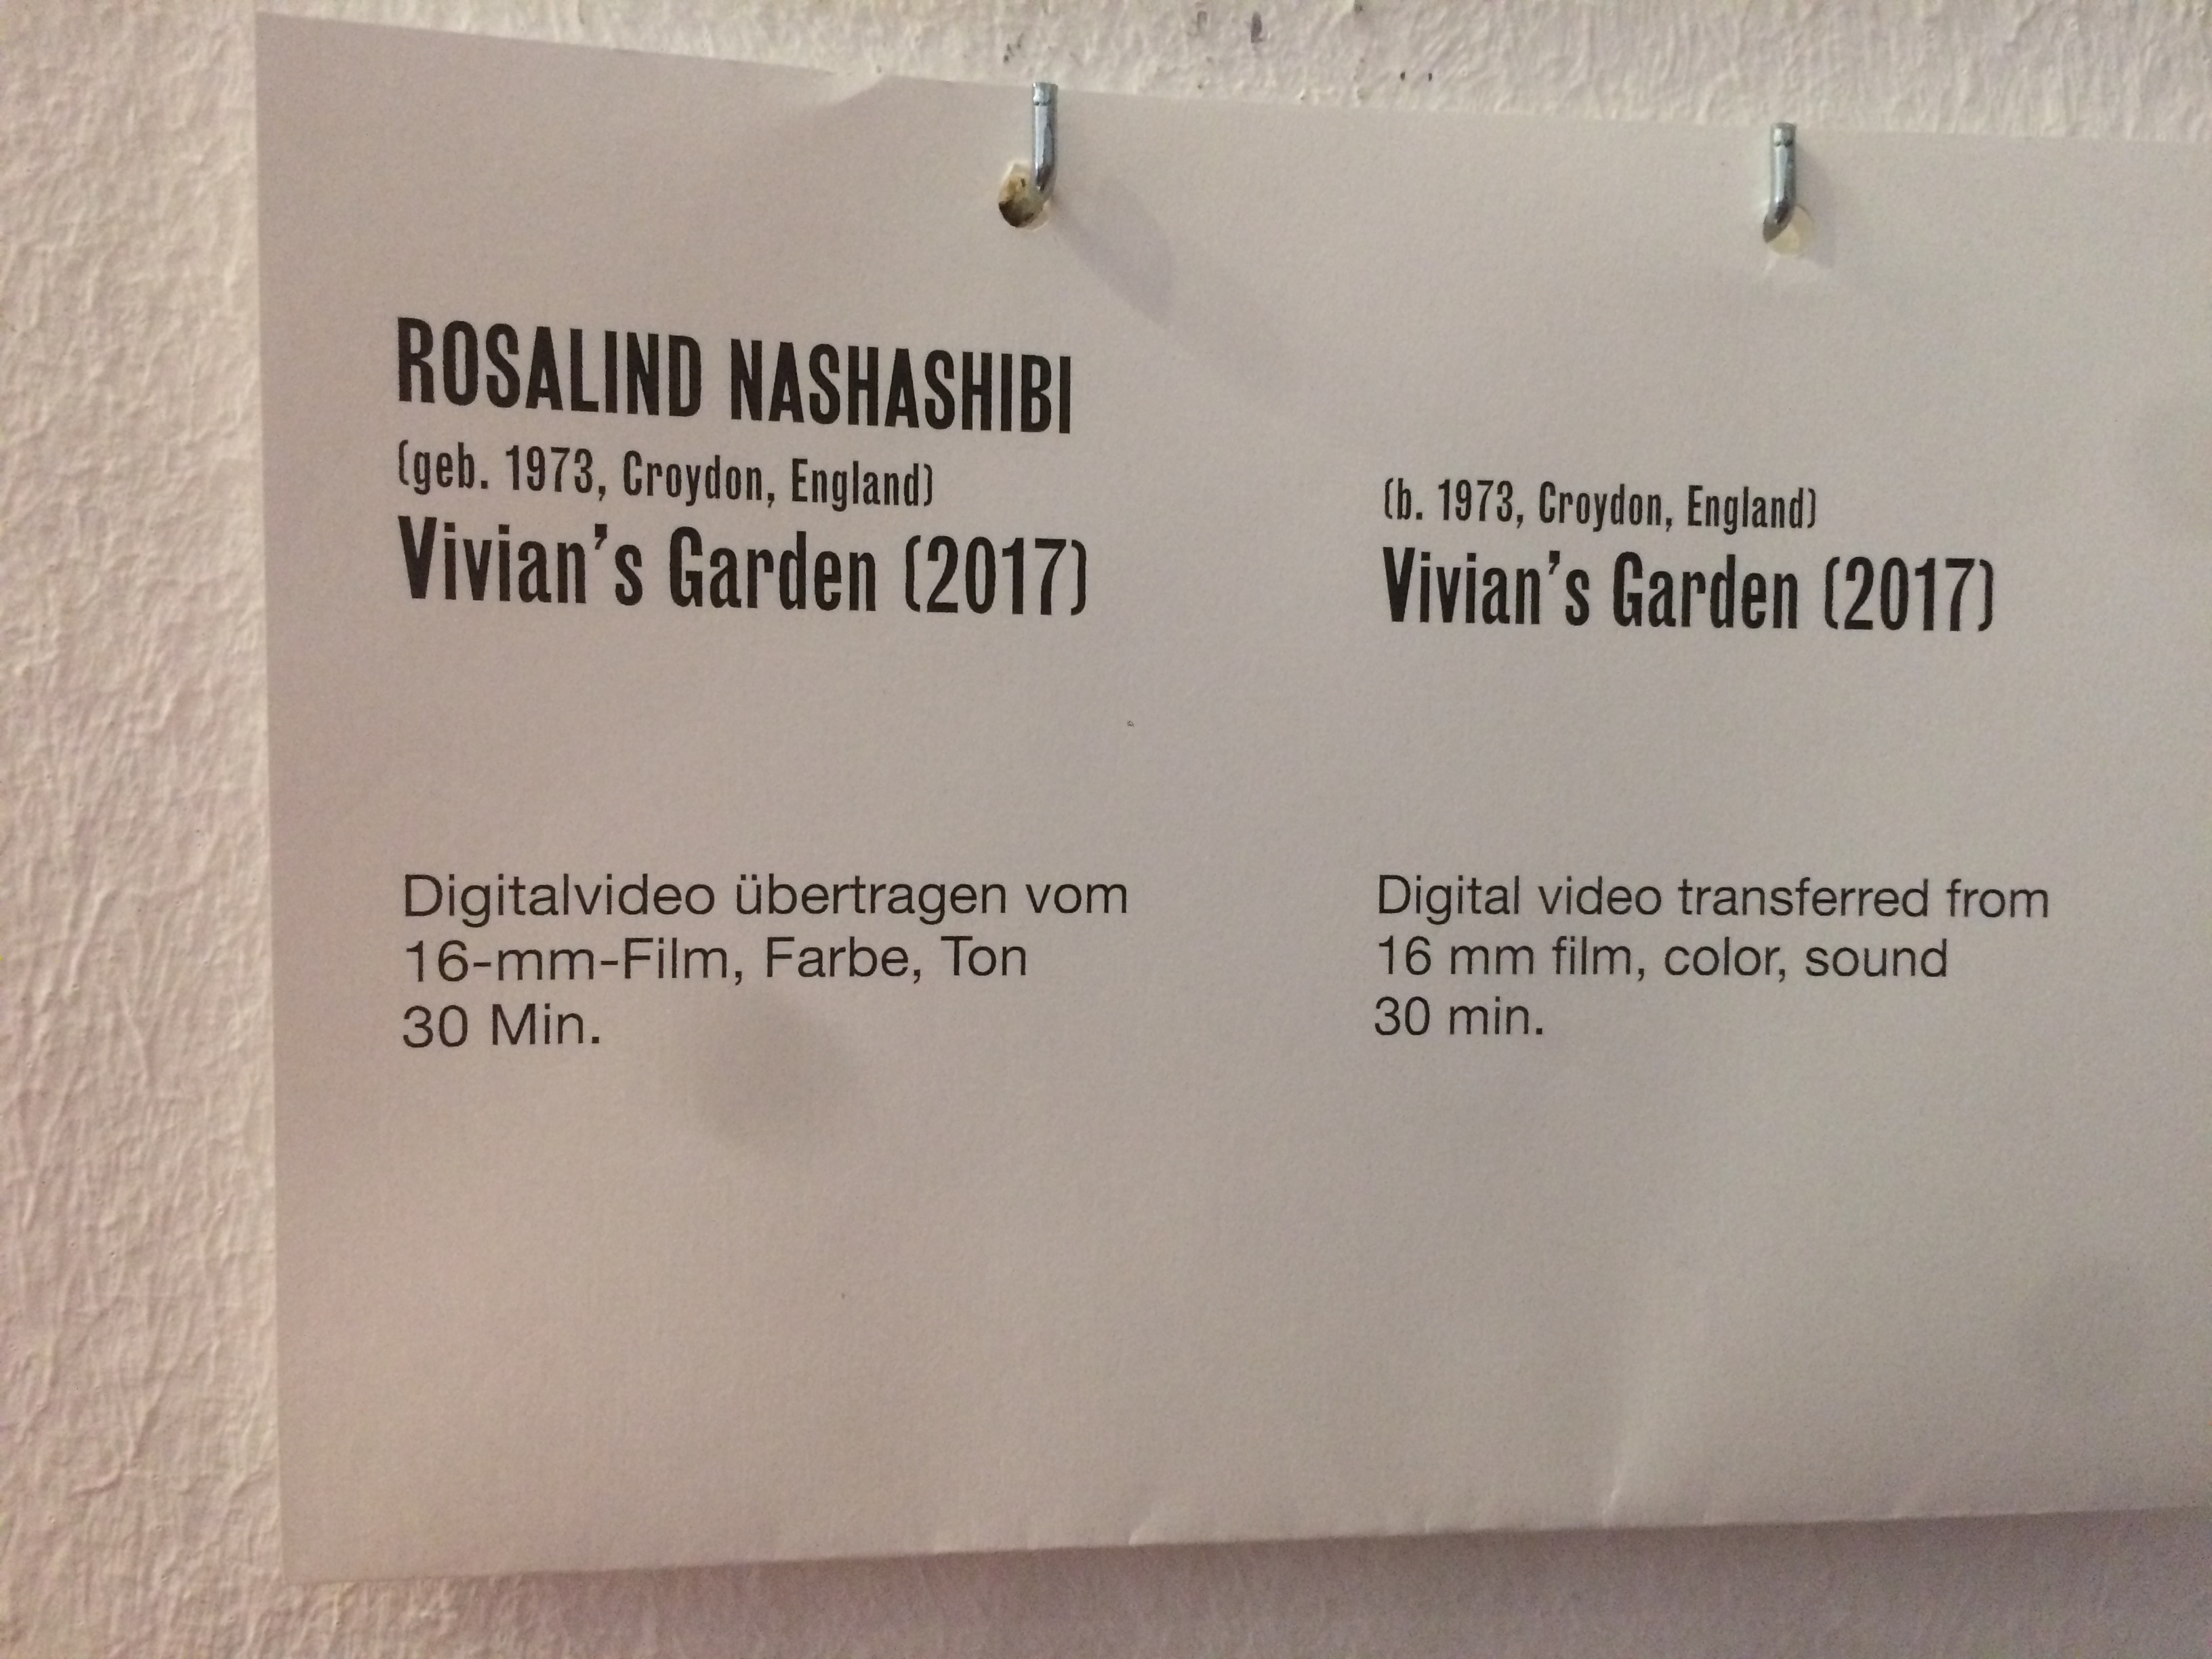 ROSALIND NASHASHIBI
(geb. 1973, Croydon, England)
Vivian’s Garden (2017)
Digitalvideo übertragen vom
16-mm-Film, Farbe, Ton
30 Min.
(b. 1973, Croydon, England)
Vivian’s Garden (2017)
Digital video transferred from
16 mm film, color, sound
30 min.